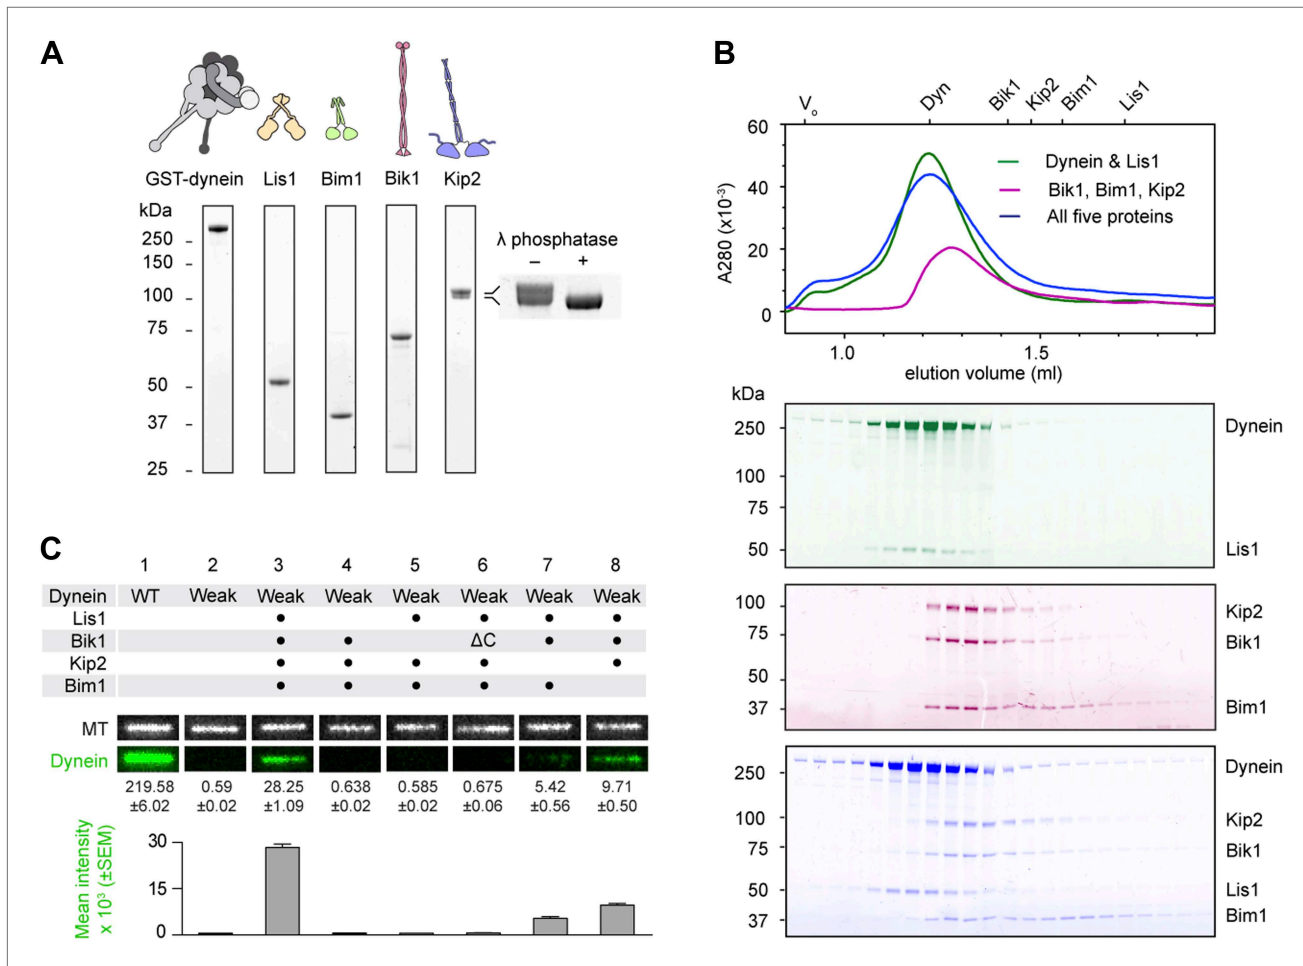 A
GST-dynein Lis1 Bim1 Bik1 Kip2
kDa
250
150
100
75
50
37
25
λ phosphatase
– +
B
Vo Dyn Bik1 Kip2 Bim1 Lis1
60
40
20
0
A280 (x10-3)
Dynein & Lis1
Bik1, Bim1, Kip2
All five proteins
1.0 1.5
elution volume (ml)
kDa
250 Dynein
100
75
50 Lis1
100 Kip2
75 Bik1
50
37 Bim1
250 Dynein
100 Kip2
75 Bik1
50 Lis1
37 Bim1
C
1 2 3 4 5 6 7 8
Dynein WT Weak Weak Weak Weak Weak Weak Weak
Lis1 • • • • •
Bik1 • • ΔC • •
Kip2 • • • • •
Bim1 • • • • •
MT
Dynein
219.58 0.59 28.25 0.638 0.585 0.675 5.42 9.71
±6.02 ±0.02 ±1.09 ±0.02 ±0.02 ±0.06 ±0.56 ±0.50
Mean intensity
x 10³ (±SEM)
30
15
0